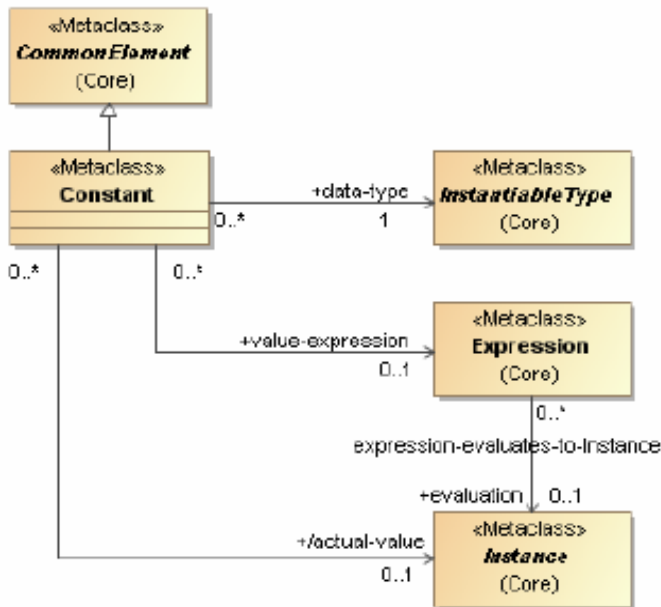 «Metaclass»
CommonElement
(Core)
«Metaclass»
Constant
+data-type
0..*
1
«Metaclass»
InstantiableType
(Core)
0..*
0..*
+value-expression
0..1
«Metaclass»
Expression
(Core)
0..*
expression-evaluates-to-Instance
+evaluation
0..1
+/actual-value
0..1
«Metaclass»
Instance
(Core)